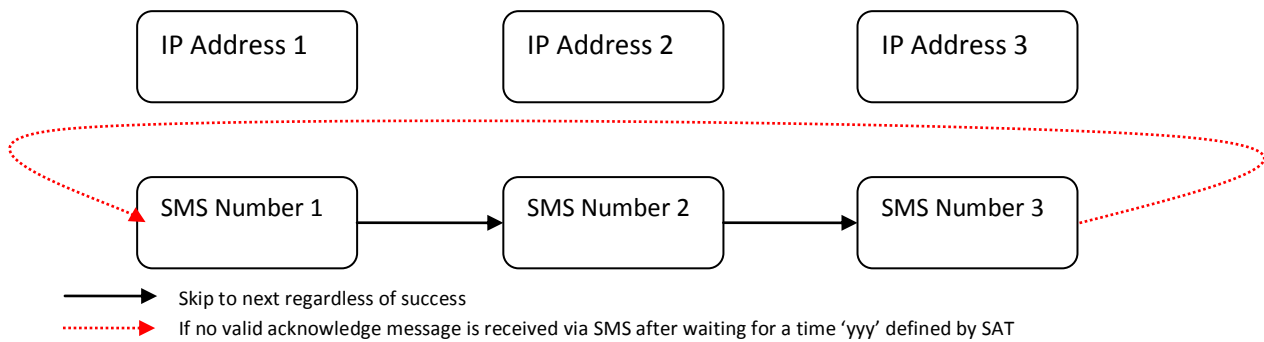 IP Address 1
IP Address 2
IP Address 3
SMS Number 1
SMS Number 2
SMS Number 3
Skip to next regardless of success
If no valid acknowledge message is received via SMS after waiting for a time ‘yyy’ defined by SAT